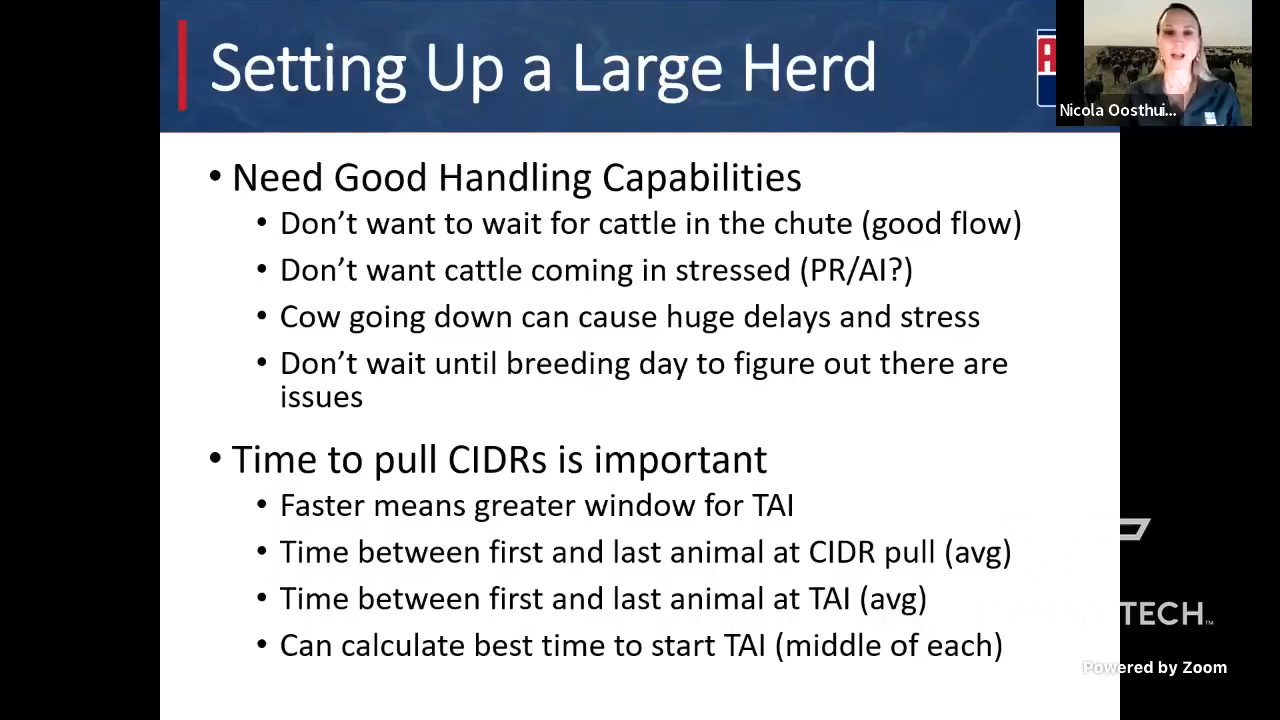 Setting Up a Large Herd
A
Nicola Oosthui...
• Need Good Handling Capabilities
• Don’t want to wait for cattle in the chute (good flow)
• Don’t want cattle coming in stressed (PR/AI?)
• Cow going down can cause huge delays and stress
• Don’t wait until breeding day to figure out there are
issues
• Time to pull CIDRs is important
• Faster means greater window for TAI
• Time between first and last animal at CIDR pull (avg)
• Time between first and last animal at TAI (avg)
• Can calculate best time to start TAI (middle of each)
TECH™
Powered by Zoom